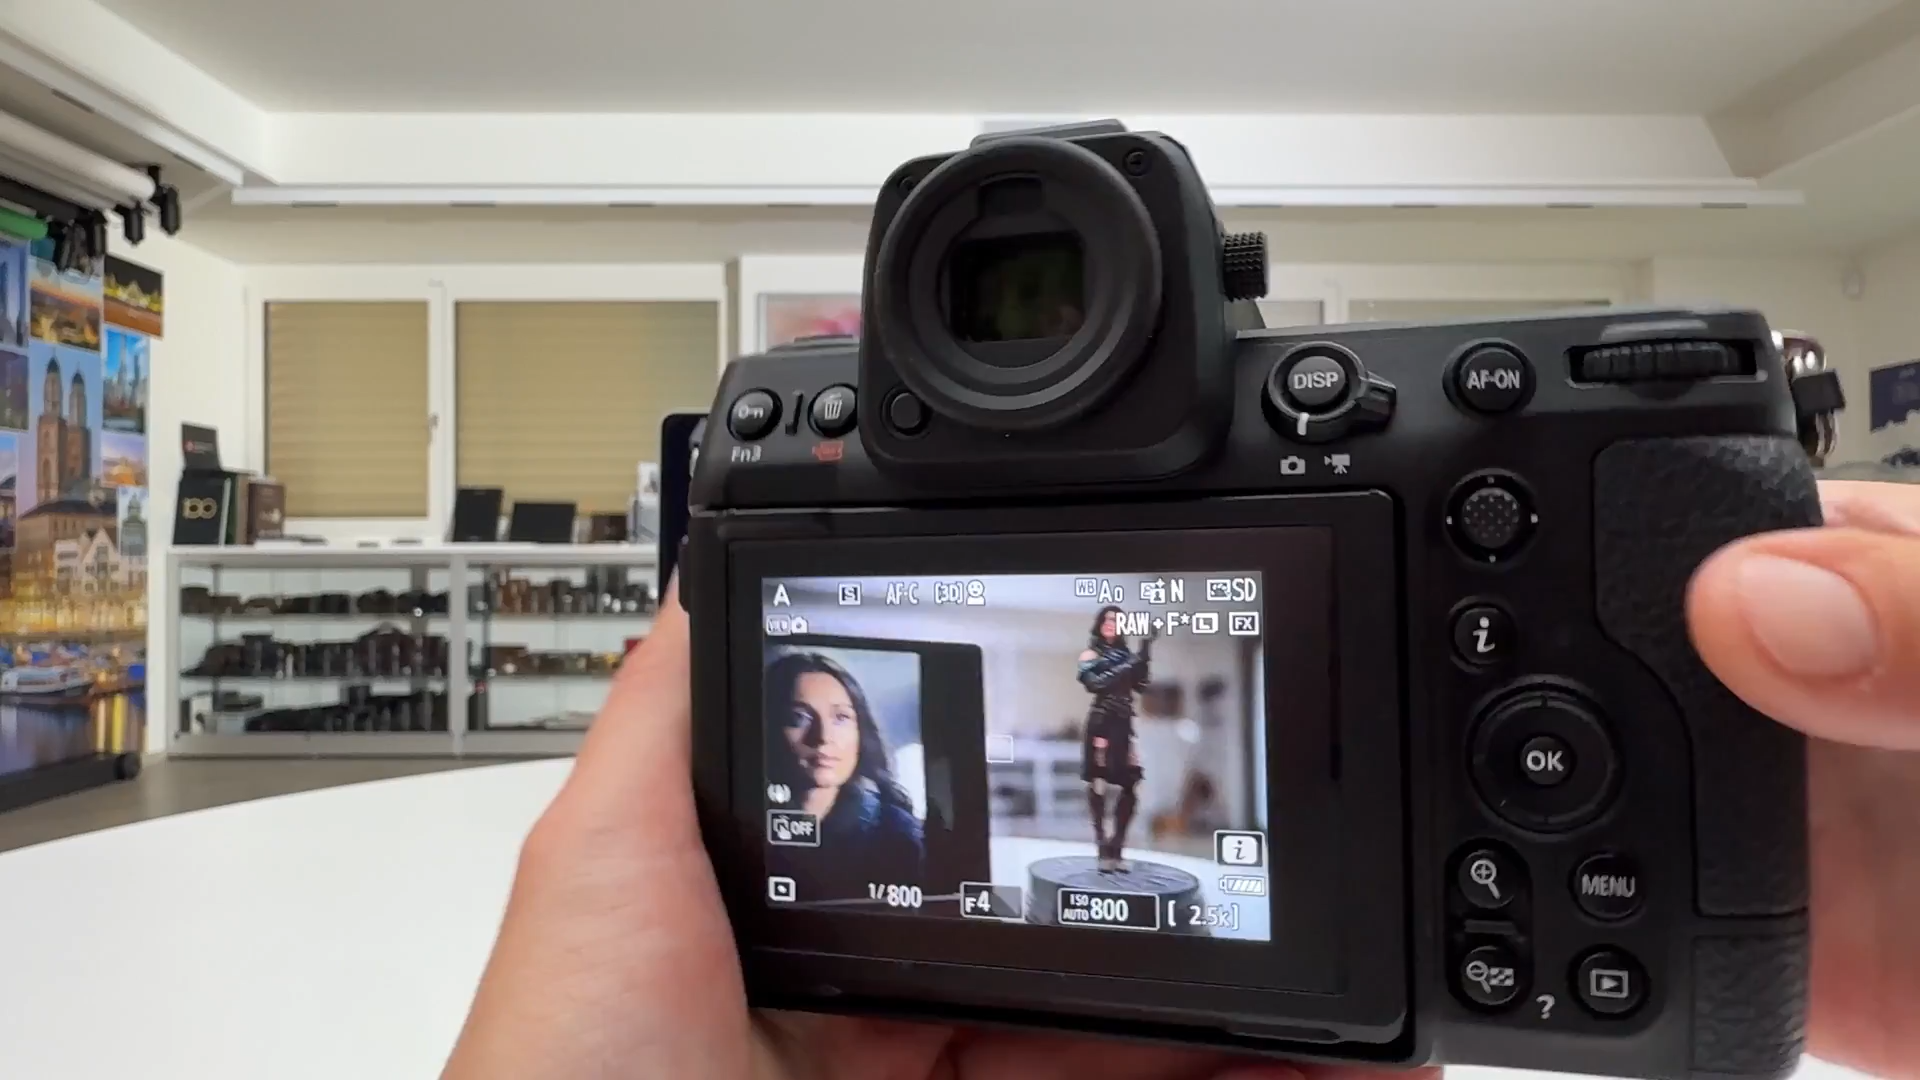 100
DISP
AF-ON
Fn3
A S AF-C [3D] WB A0 N SD
RAW+F* L FX
i
OFF
i
OK
1/800 F4 ISO AUTO 800 [ 2.5k]
MENU
?